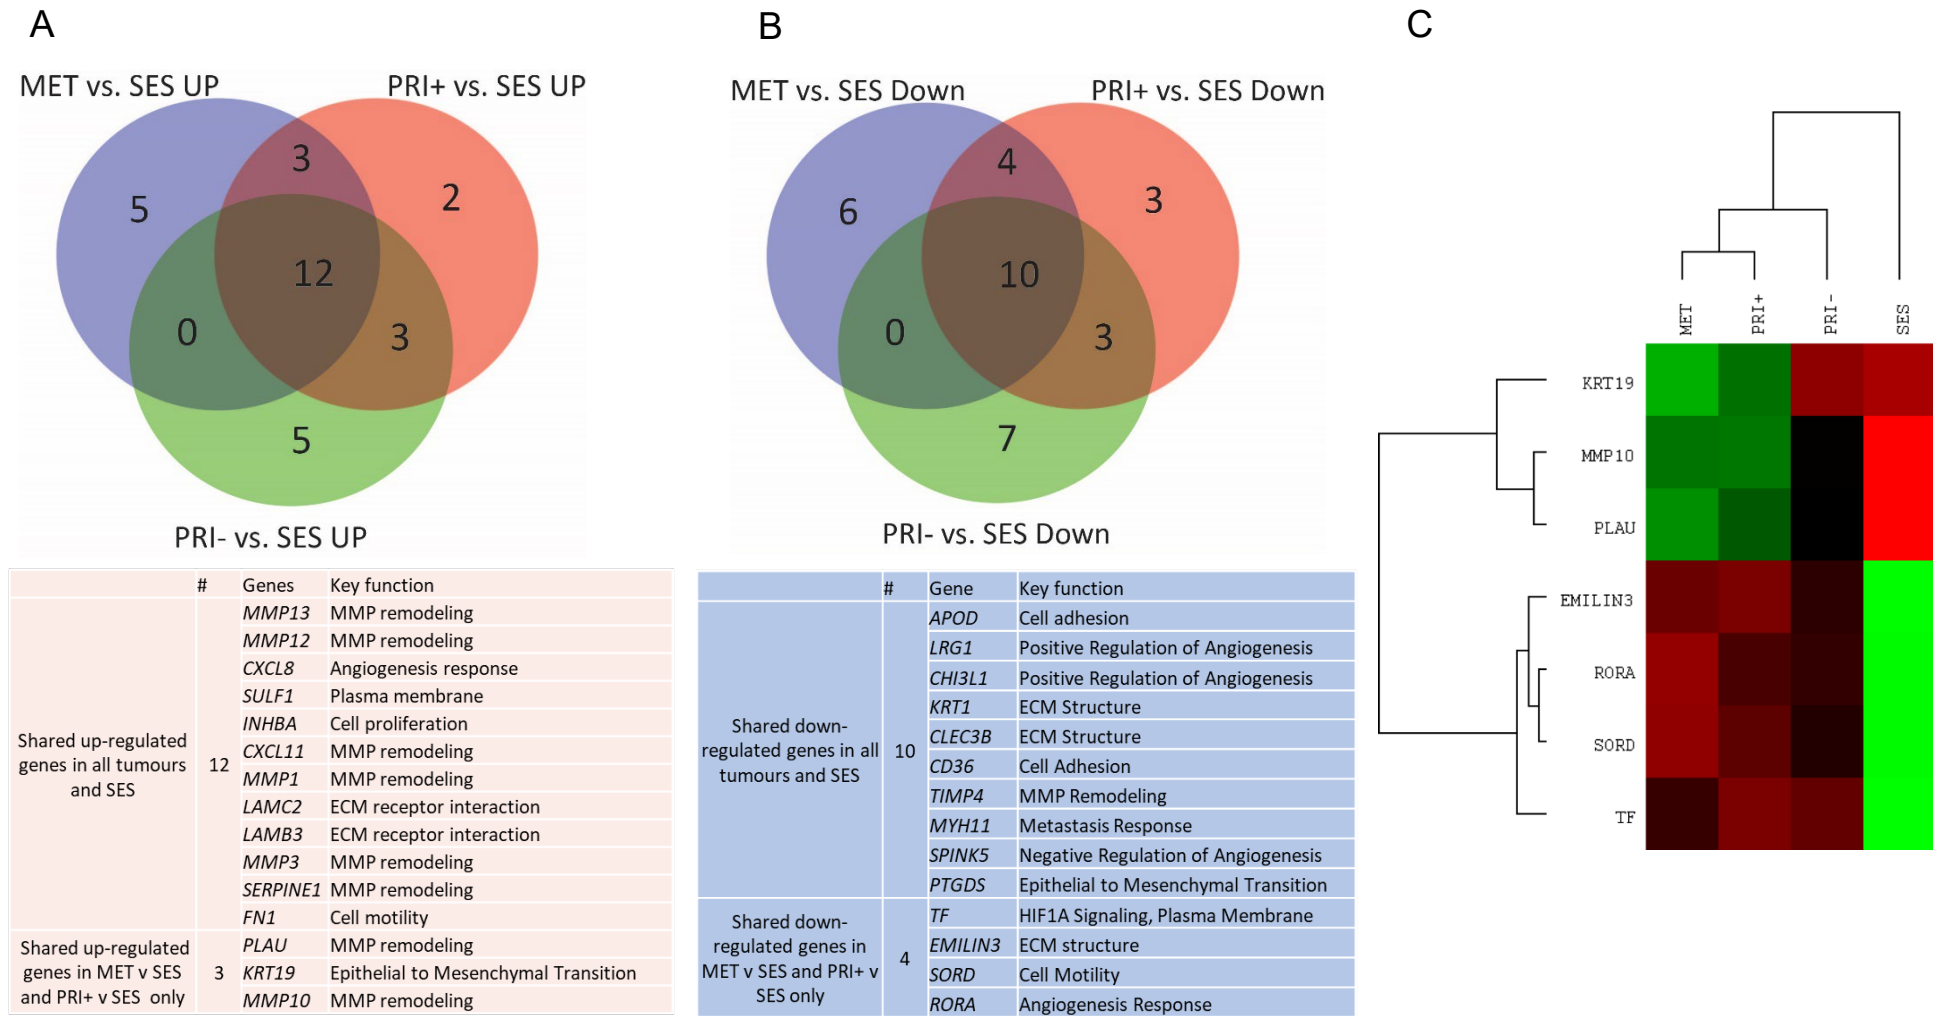 A
B
C
MET vs. SES UP
PRI+ vs. SES UP
3
5
2
12
0
3
5
PRI- vs. SES UP
MET vs. SES Down
PRI+ vs. SES Down
4
6
3
10
0
3
7
PRI- vs. SES Down
MET
PRI+
PRI-
SES
KRT19
MMP10
PLAU
EMILIN3
RORA
SORD
TF
# Genes Key function
Shared up-regulated
genes in all tumours
and SES
12
MMP13 MMP remodeling
MMP12 MMP remodeling
CXCL8 Angiogenesis response
SULF1 Plasma membrane
INHBA Cell proliferation
CXCL11 MMP remodeling
MMP1 MMP remodeling
LAMC2 ECM receptor interaction
LAMB3 ECM receptor interaction
MMP3 MMP remodeling
SERPINE1 MMP remodeling
FN1 Cell motility
Shared up-regulated
genes in MET v SES
and PRI+ v SES only
3
PLAU MMP remodeling
KRT19 Epithelial to Mesenchymal Transition
MMP10 MMP remodeling
# Gene Key function
Shared down-
regulated genes in all
tumours and SES
10
APOD Cell adhesion
LRG1 Positive Regulation of Angiogenesis
CHI3L1 Positive Regulation of Angiogenesis
KRT1 ECM Structure
CLEC3B ECM Structure
CD36 Cell Adhesion
TIMP4 MMP Remodeling
MYH11 Metastasis Response
SPINK5 Negative Regulation of Angiogenesis
PTGDS Epithelial to Mesenchymal Transition
Shared down-
regulated genes in
MET v SES and PRI+ v
SES only
4
TF HIF1A Signaling, Plasma Membrane
EMILIN3 ECM structure
SORD Cell Motility
RORA Angiogenesis Response